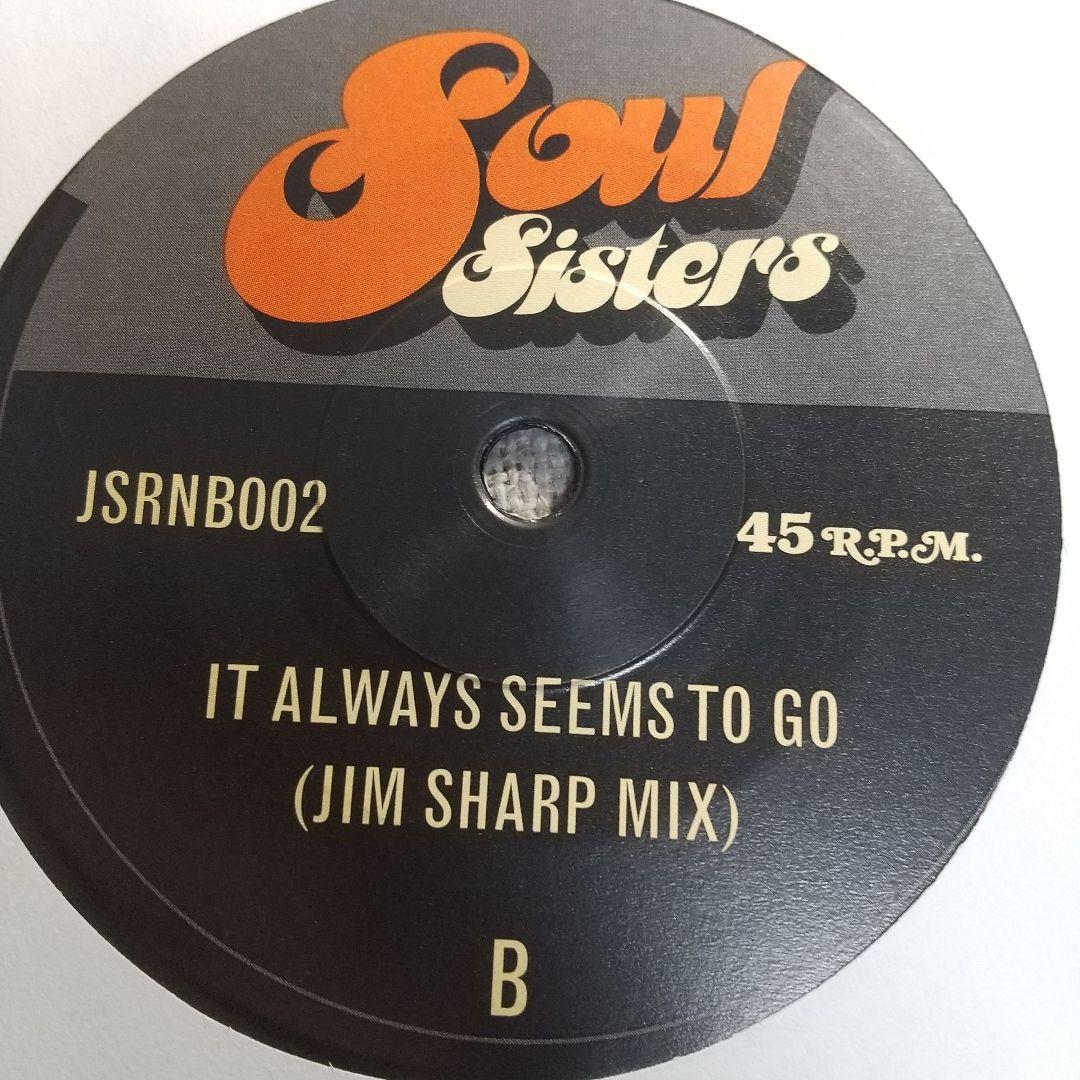 Soul
Sisters
JSRNB002
45 R.P.M.
IT ALWAYS SEEMS TO GO
(JIM SHARP MIX)
B